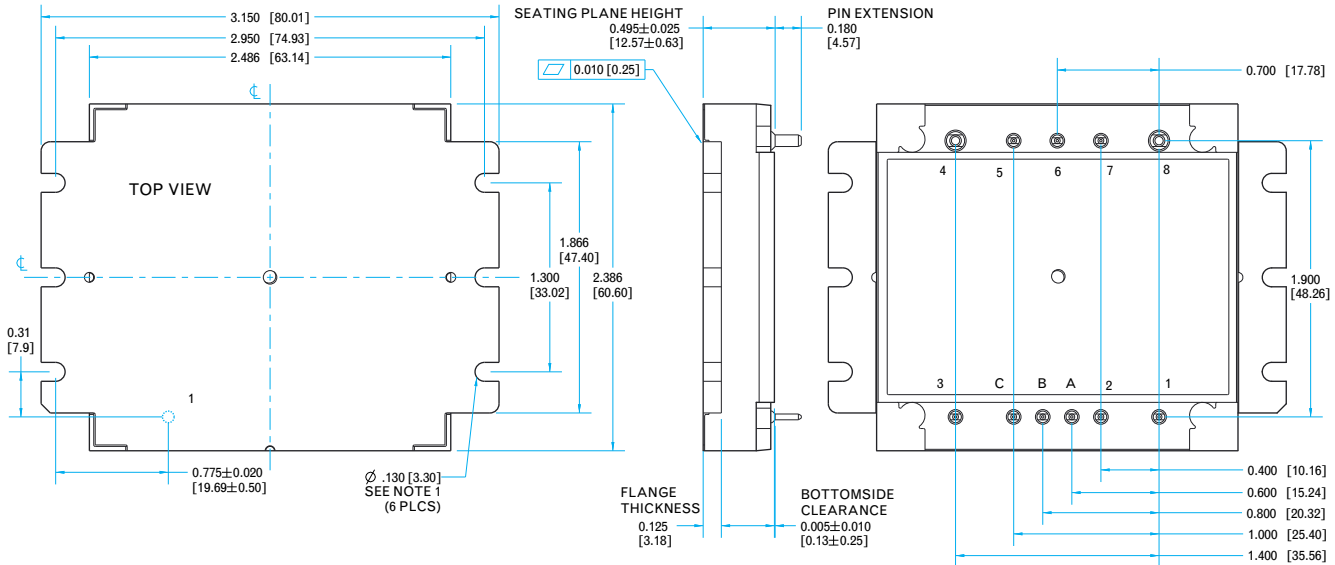 3.150 [80.01]
2.950 [74.93]
2.486 [63.14]
℄
TOP VIEW
℄
1.866
[47.40]
1.300
[33.02]
2.386
[60.60]
0.31
[7.9]
1
0.775±0.020
[19.69±0.50]
Ø .130 [3.30]
SEE NOTE 1
(6 PLCS)
SEATING PLANE HEIGHT
0.495±0.025
[12.57±0.63]
PIN EXTENSION
0.180
[4.57]
⏥ 0.010 [0.25]
FLANGE
THICKNESS
0.125
[3.18]
BOTTOMSIDE
CLEARANCE
0.005±0.010
[0.13±0.25]
0.700 [17.78]
4 5 6 7 8
1.900
[48.26]
3 C B A 2 1
0.400 [10.16]
0.600 [15.24]
0.800 [20.32]
1.000 [25.40]
1.400 [35.56]